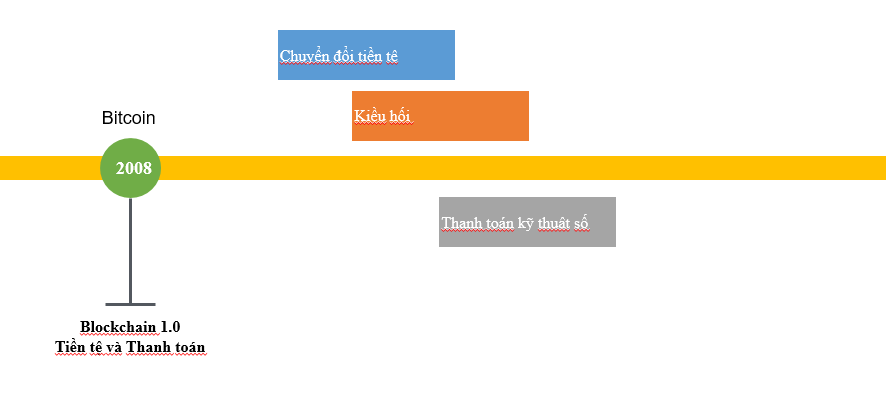 Chuyển đổi tiền tệ
Kiều hối
Bitcoin
2008
Thanh toán kỹ thuật số
Blockchain 1.0
Tiền tệ và Thanh toán